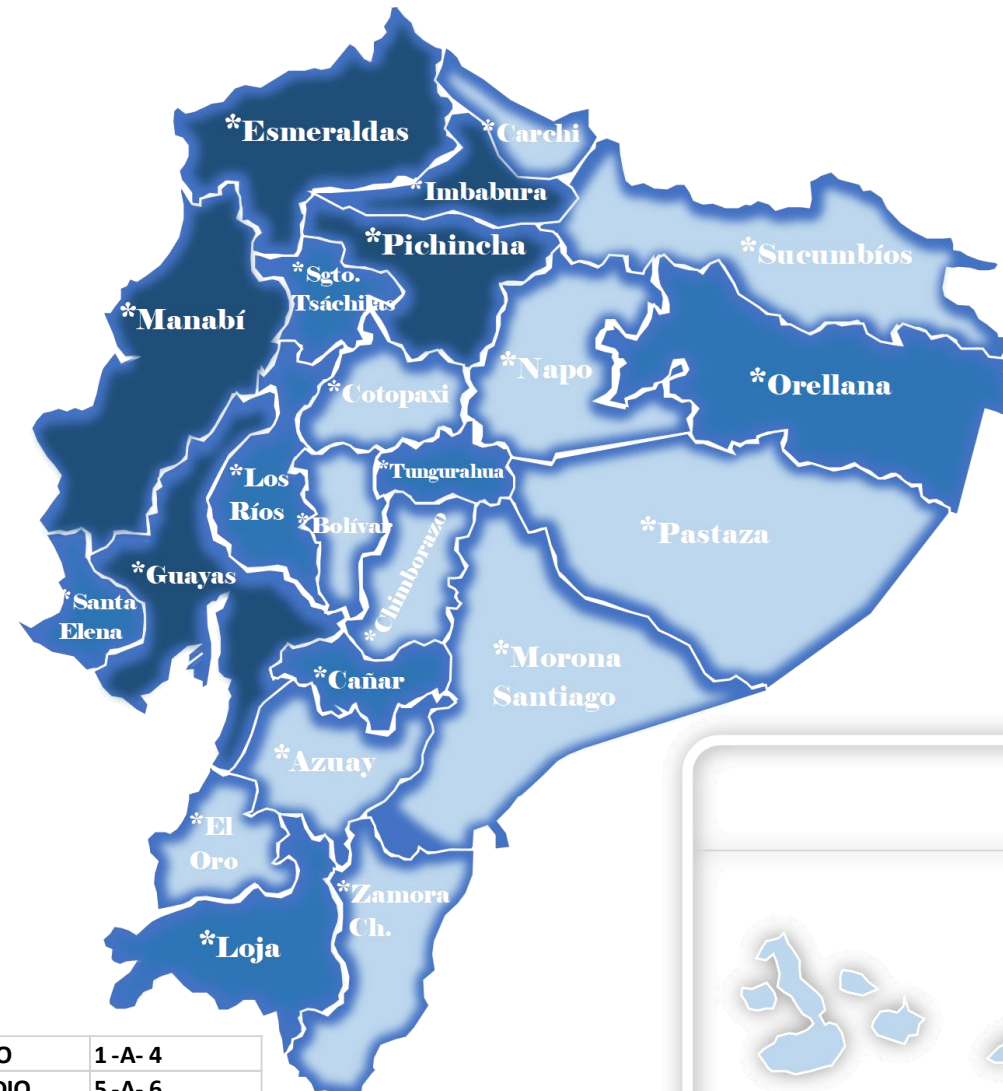 *Esmeraldas
*Carchi
*Imbabura
*Pichincha
*Sucumbíos
*Sgto.
Tsáchilas
*Manabí
*Napo
*Orellana
*Cotopaxi
*Tungurahua
*Los
Ríos
*Bolívar
*Chimborazo
*Pastaza
*Guayas
*Santa
Elena
*Cañar
*Morona
Santiago
*Azuay
*El
Oro
*Zamora
Ch.
*Loja
O 1 -A- 4
5 -A- 6